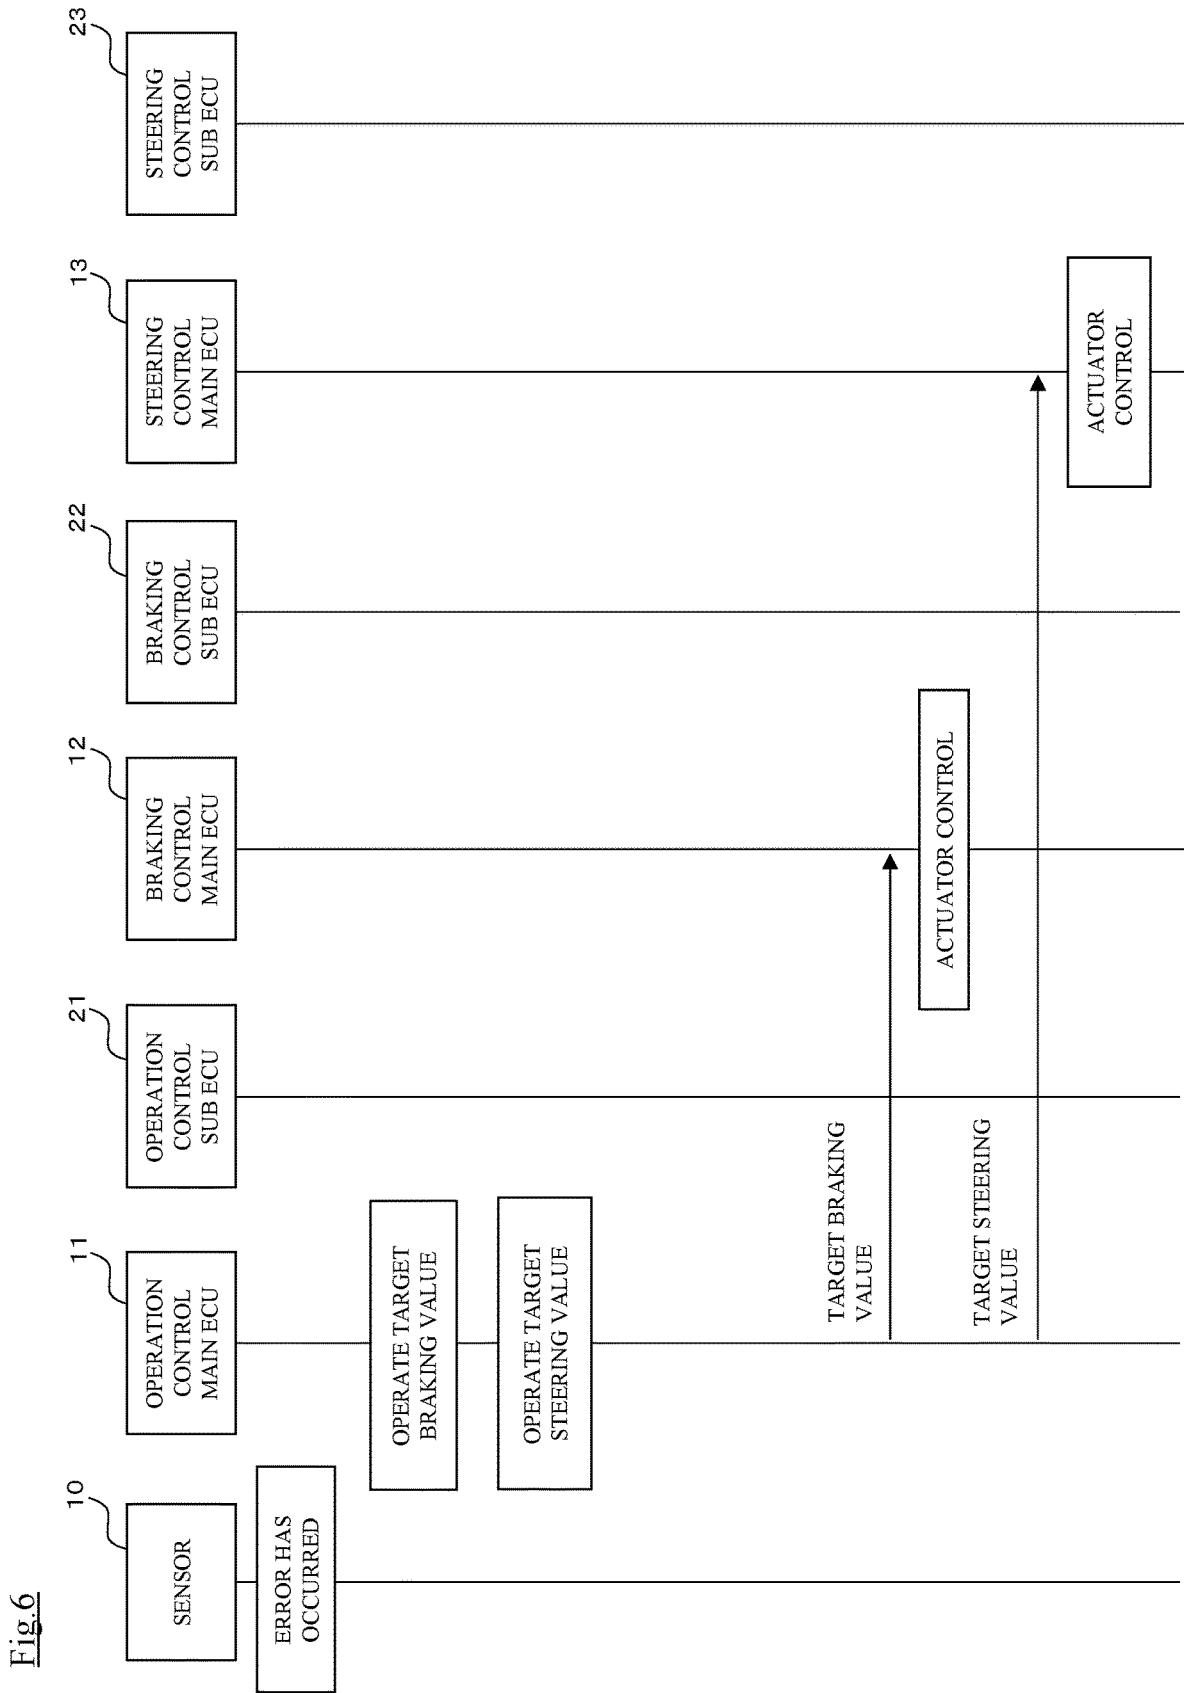 Fig.6
10
11
21
12
22
13
23
SENSOR
OPERATION
CONTROL
MAIN ECU
OPERATION
CONTROL
SUB ECU
BRAKING
CONTROL
MAIN ECU
BRAKING
CONTROL
SUB ECU
STEERING
CONTROL
MAIN ECU
STEERING
CONTROL
SUB ECU
ERROR HAS
OCCURRED
OPERATE TARGET
BRAKING VALUE
OPERATE TARGET
STEERING VALUE
TARGET BRAKING
VALUE
ACTUATOR CONTROL
TARGET STEERING
VALUE
ACTUATOR
CONTROL